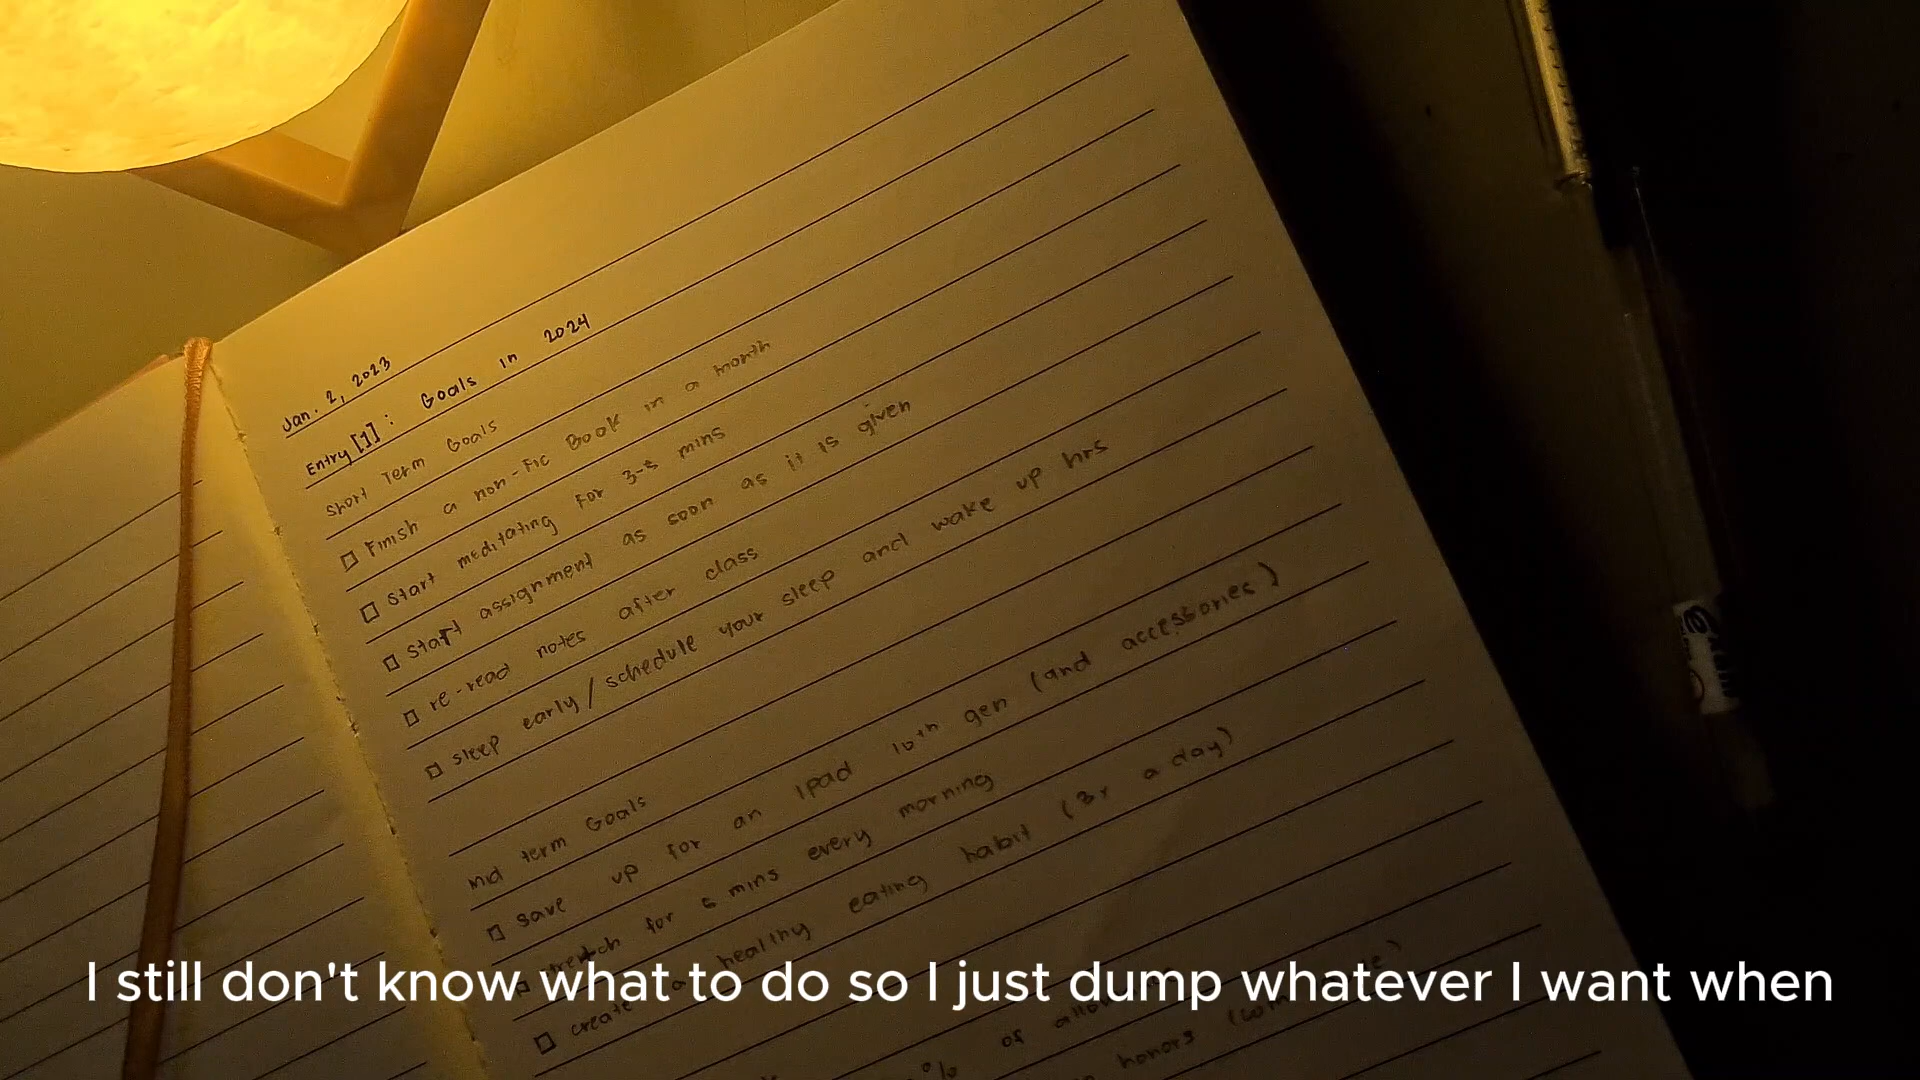 Jan. 2, 2023
Entry [1] : Goals in 2024
Short Term Goals
Finish a non-Fic Book in a month
Start meditating for 3-5 mins
Start assignment as soon as it is given
re-read notes after class
sleep early / schedule your sleep and wake up hrs
Mid term Goals
save up for an ipad 10th gen (and accessories)
stretch for 5 mins every morning
create a healthy eating habit (3x a day)
% of
honors
I still don't know what to do so I just dump whatever I want when